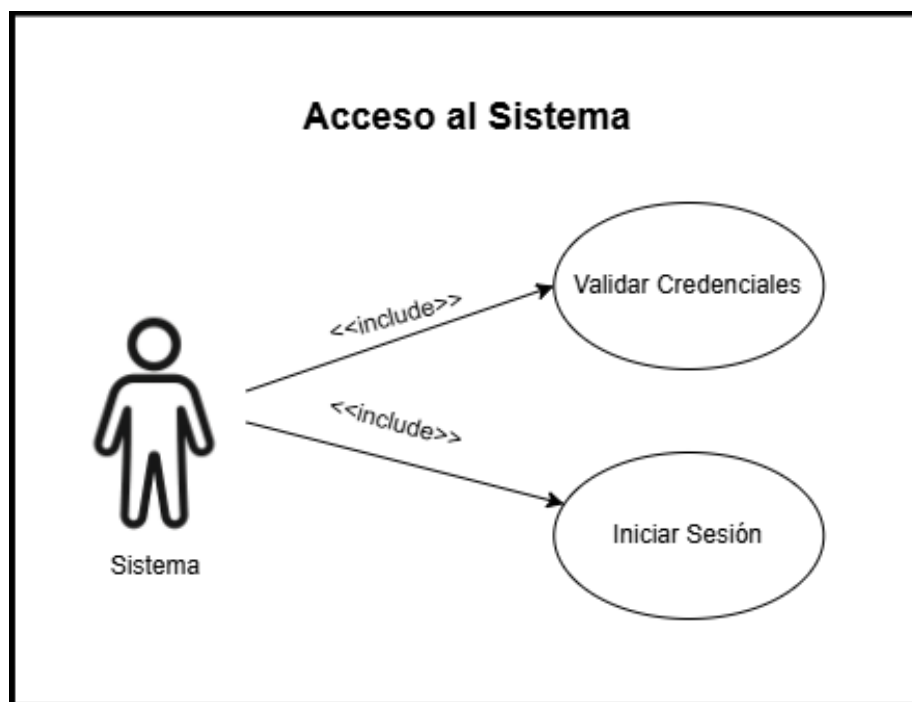 Acceso al Sistema
Validar Credenciales
<<include>>
<<include>>
Iniciar Sesión
Sistema